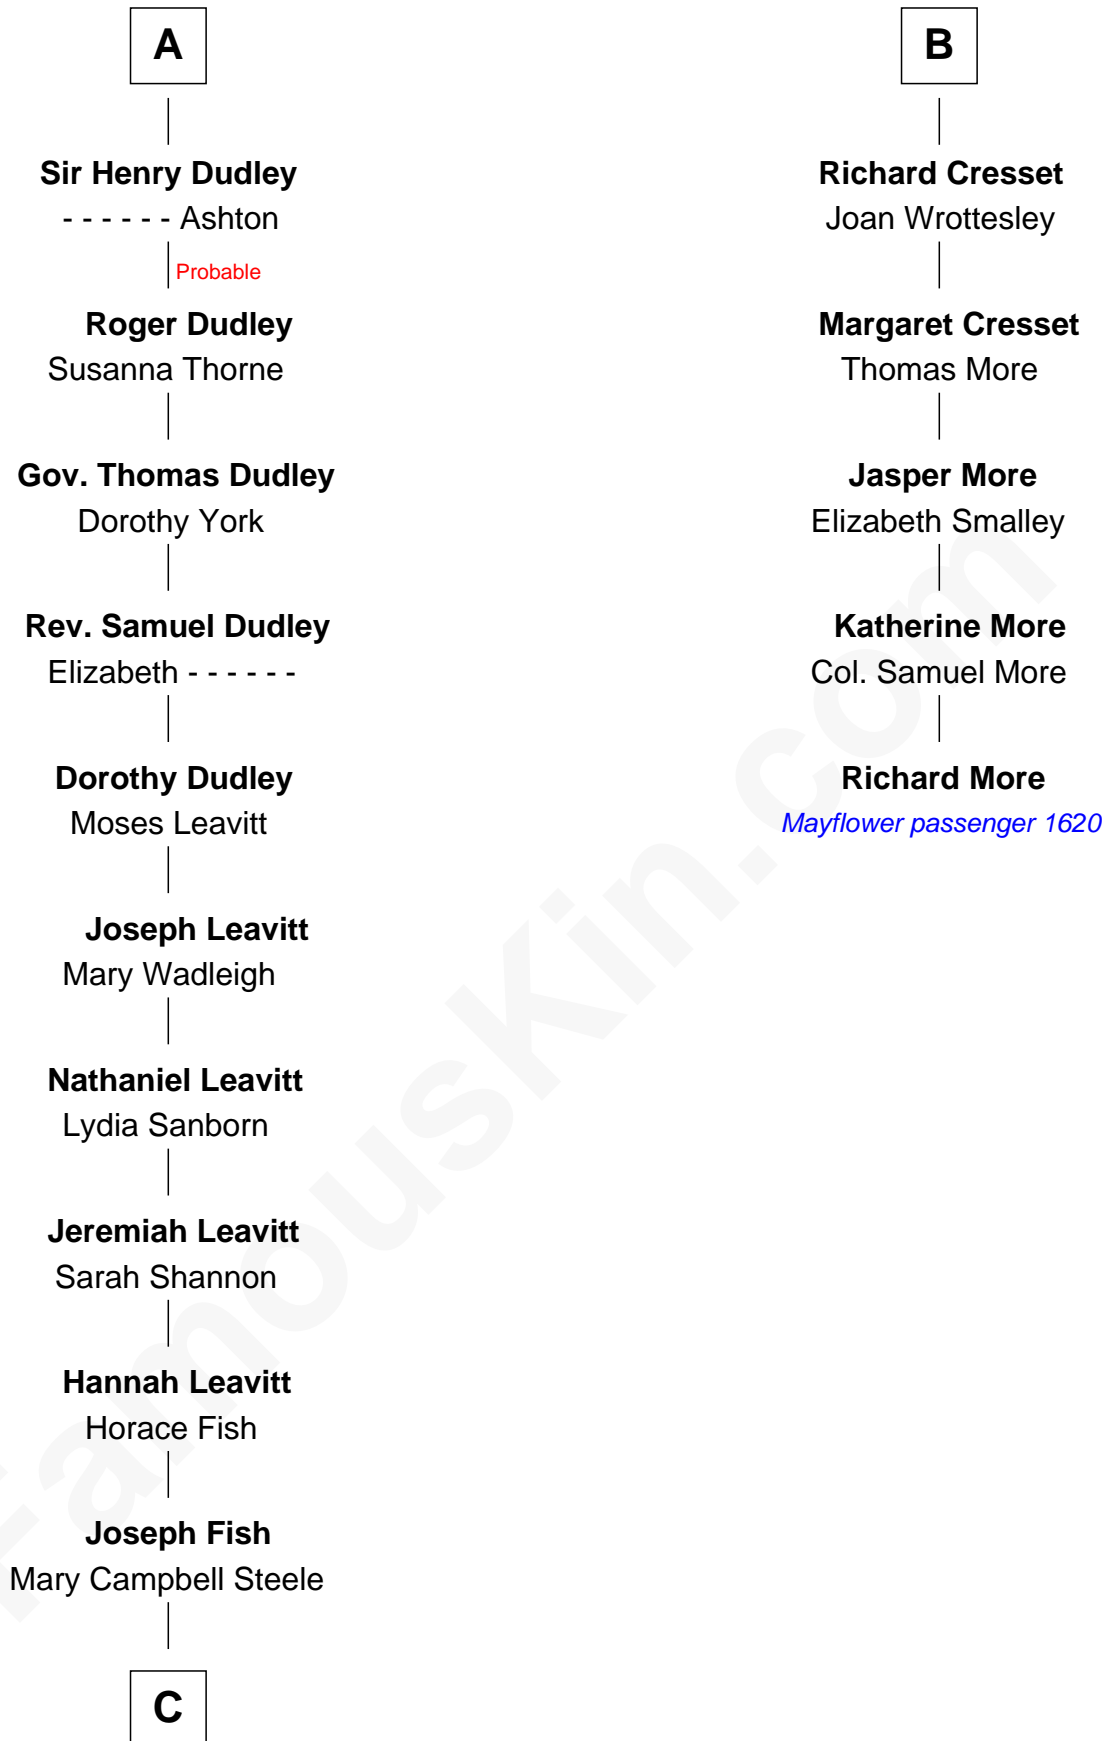 A
Sir Henry Dudley
- - - - - - Ashton
Probable
Roger Dudley
Susanna Thorne
Gov. Thomas Dudley
Dorothy York
Rev. Samuel Dudley
Elizabeth - - - - - -
Dorothy Dudley
Moses Leavitt
Joseph Leavitt
Mary Wadleigh
Nathaniel Leavitt
Lydia Sanborn
Jeremiah Leavitt
Sarah Shannon
Hannah Leavitt
Horace Fish
Joseph Fish
Mary Campbell Steele
C
B
Richard Cresset
Joan Wrottesley
Margaret Cresset
Thomas More
Jasper More
Elizabeth Smalley
Katherine More
Col. Samuel More
Richard More
Mayflower passenger 1620
FamousKin.com